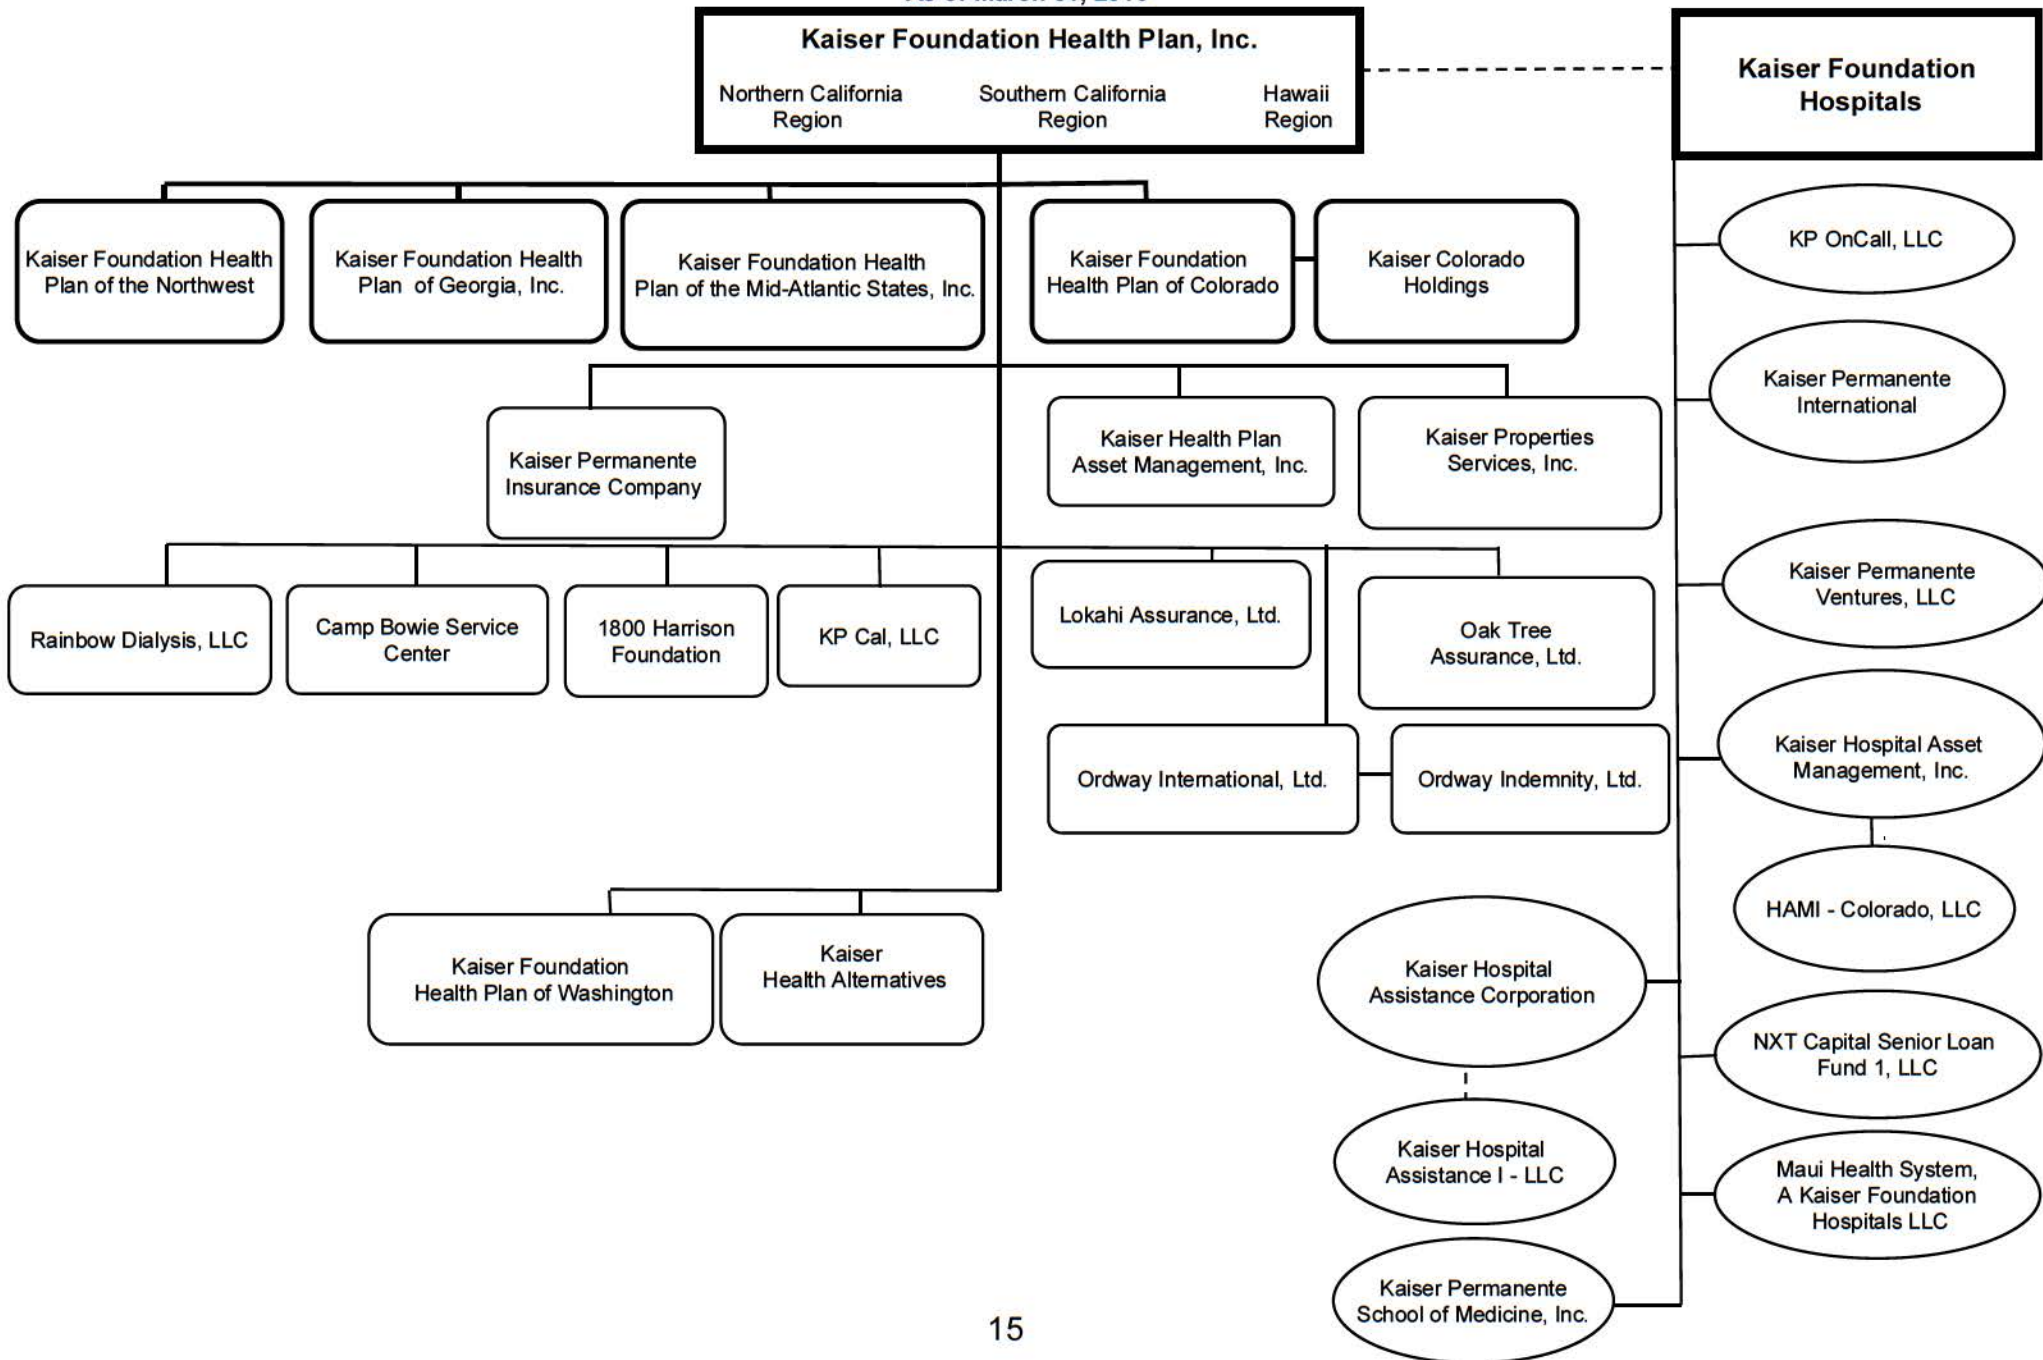 Kaiser Foundation Health Plan, Inc.
Northern California
Region
Southern California
Region
Hawaii
Region
Kaiser Foundation
Hospitals
Kaiser Foundation Health
Plan of the Northwest
Kaiser Foundation Health
Plan of Georgia, Inc.
Kaiser Foundation Health
Plan of the Mid-Atlantic States, Inc.
Kaiser Foundation
Health Plan of Colorado
Kaiser Colorado
Holdings
KP OnCall, LLC
Kaiser Permanente
International
Kaiser Permanente
Insurance Company
Kaiser Health Plan
Asset Management, Inc.
Kaiser Properties
Services, Inc.
Kaiser Permanente
Ventures, LLC
Rainbow Dialysis, LLC
Camp Bowie Service
Center
1800 Harrison
Foundation
KP Cal, LLC
Lokahi Assurance, Ltd.
Oak Tree
Assurance, Ltd.
Ordway International, Ltd.
Ordway Indemnity, Ltd.
Kaiser Hospital Asset
Management, Inc.
HAMI - Colorado, LLC
Kaiser Foundation
Health Plan of Washington
Kaiser
Health Alternatives
Kaiser Hospital
Assistance Corporation
NXT Capital Senior Loan
Fund 1, LLC
Kaiser Hospital
Assistance I - LLC
Maui Health System,
A Kaiser Foundation
Hospitals LLC
Kaiser Permanente
School of Medicine, Inc.
15